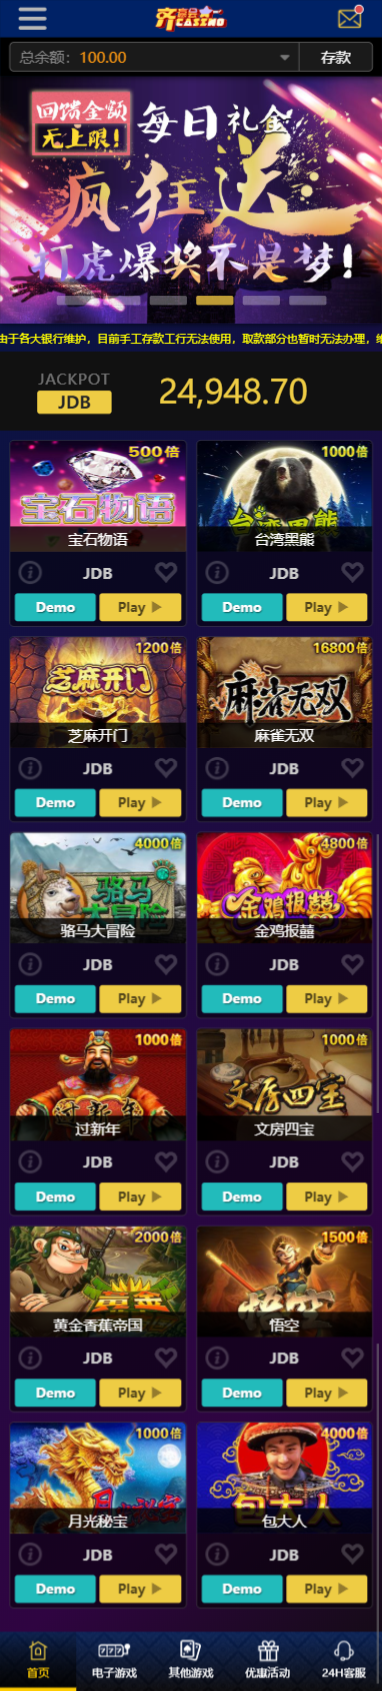 齐富会
CASINO
总余额: 100.00
存款
回馈金额
无上限!
每日礼金
疯狂送
打虎爆奖不是梦!
由于各大银行维护，目前手工存款工行无法使用，取款部分也暂时无法办理，
JACKPOT
JDB
24,948.70
500倍
1000倍
宝石物语
台湾黑熊
宝石物语
台湾黑熊
JDB
JDB
Demo
Play
Demo
Play
1200倍
16800倍
芝麻开门
麻雀无双
芝麻开门
麻雀无双
JDB
JDB
Demo
Play
Demo
Play
4000倍
4800倍
骆马
大冒险
金鸡报囍
骆马大冒险
金鸡报囍
JDB
JDB
Demo
Play
Demo
Play
1000倍
1000倍
过新年
文房四宝
过新年
文房四宝
JDB
JDB
Demo
Play
Demo
Play
2000倍
1500倍
黄金
悟空
黄金香蕉帝国
悟空
JDB
JDB
Demo
Play
Demo
Play
1000倍
4000倍
包大人
月光秘宝
包大人
JDB
JDB
Demo
Play
Demo
Play
首页
电子游戏
其他游戏
优惠活动
24H客服